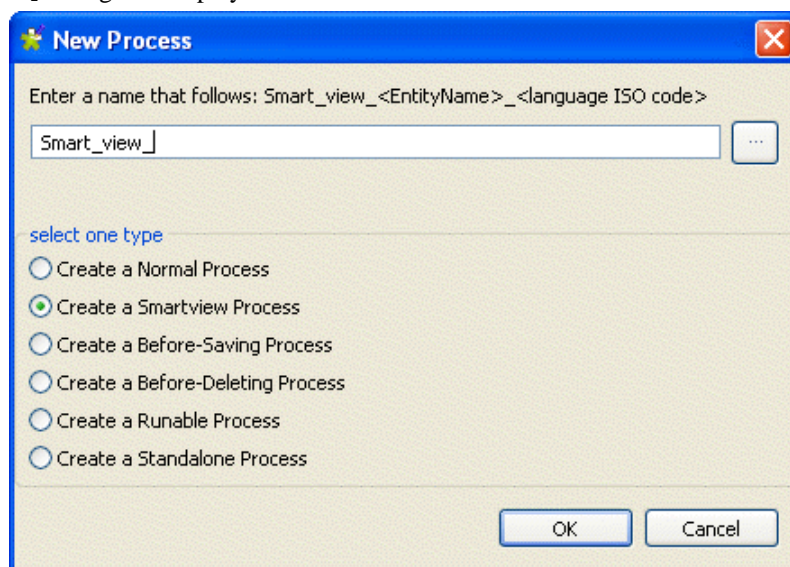 New Process
Enter a name that follows: Smart_view_<EntityName>_<language ISO code>
Smart_view_
...
select one type
Create a Normal Process
Create a Smartview Process
Create a Before-Saving Process
Create a Before-Deleting Process
Create a Runable Process
Create a Standalone Process
OK Cancel